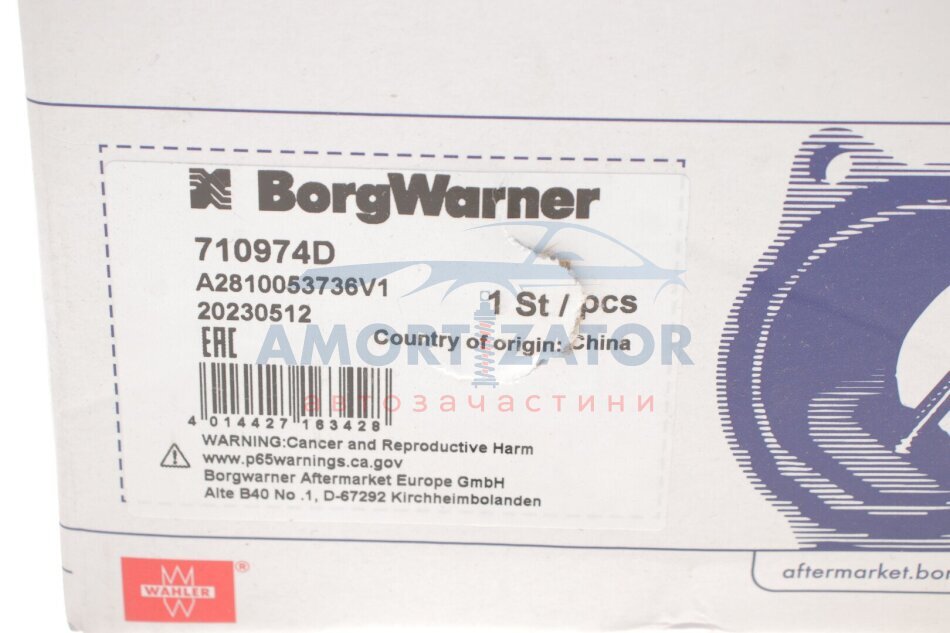 BorgWarner
710974D
A2810053736V1
20230512
1 St / pcs
EAC
Country of origin: China
AMORTIZATOR
автозачастини
4 014427 163428
WARNING:Cancer and Reproductive Harm
www.p65warnings.ca.gov
Borgwarner Aftermarket Europe GmbH
Alte B40 No .1, D-67292 Kirchheimbolanden
WAHLER
®
aftermarket.bor